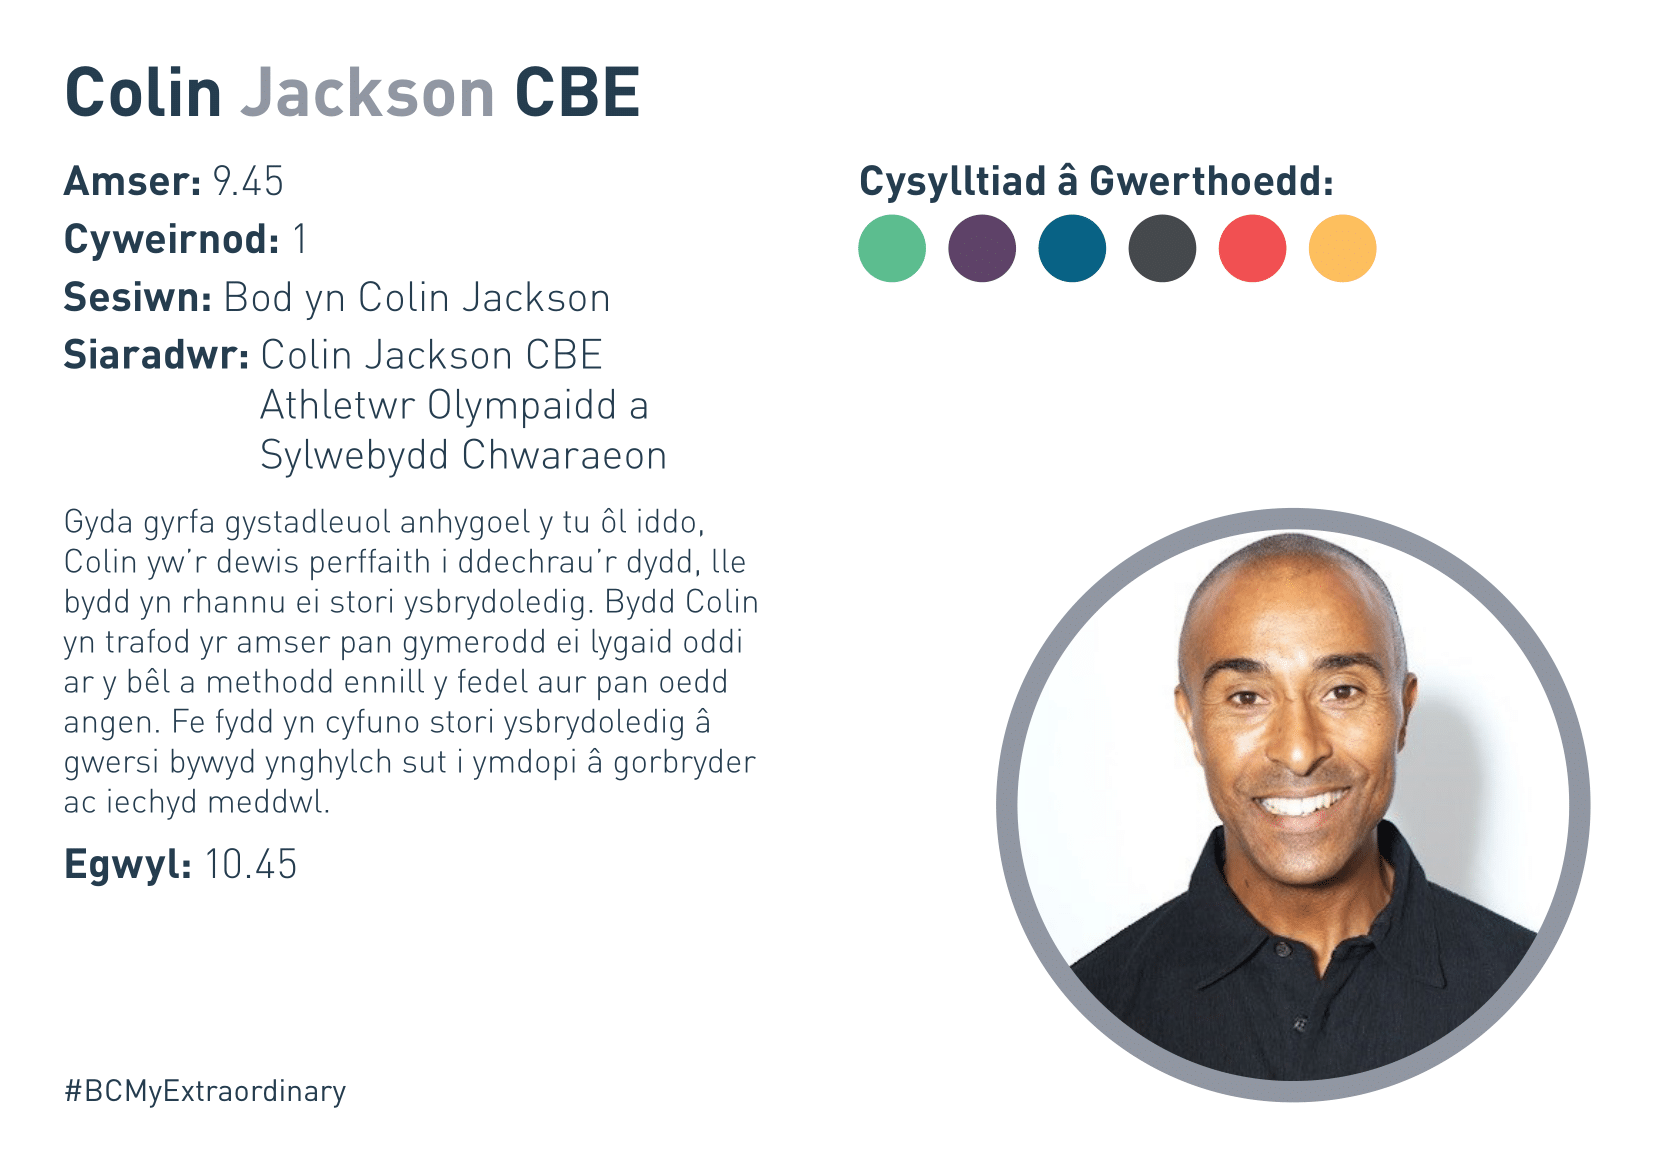 Colin Jackson CBE
Amser: 9.45
Cyweirnod: 1
Sesiwn: Bod yn Colin Jackson
Siaradwr: Colin Jackson CBE
Athletwr Olympaidd a
Sylwebydd Chwaraeon
Gyda gyrfa gystadleuol anhygoel y tu ôl iddo,
Colin yw’r dewis perffaith i ddechrau’r dydd, lle
bydd yn rhannu ei stori ysbrydoledig. Bydd Colin
yn trafod yr amser pan gymerodd ei lygaid oddi
ar y bêl a methodd ennill y fedel aur pan oedd
angen. Fe fydd yn cyfuno stori ysbrydoledig â
gwersi bywyd ynghylch sut i ymdopi â gorbryder
ac iechyd meddwl.
Egwyl: 10.45
#BCMyExtraordinary
Cysylltiad â Gwerthoedd: